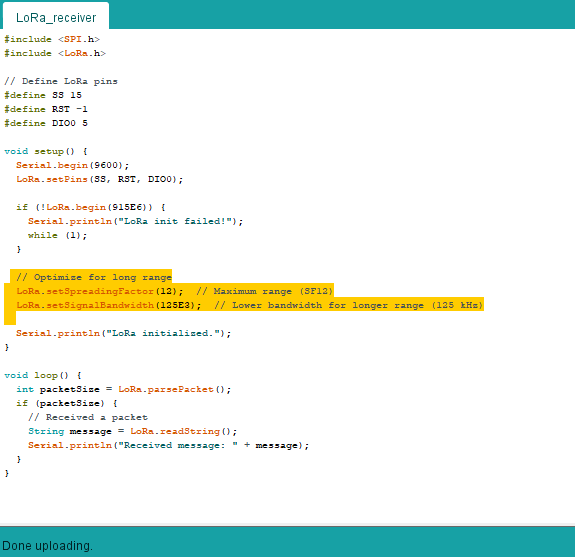 LoRa_receiver
#include <SPI.h>
#include <LoRa.h>
// Define LoRa pins
#define SS 15
#define RST -1
#define DIO0 5
void setup() {
Serial.begin(9600);
LoRa.setPins(SS, RST, DIO0);
if (!LoRa.begin(915E6)) {
Serial.println("LoRa init failed!");
while (1);
}
// Optimize for long range
LoRa.setSpreadingFactor(12);  // Maximum range (SF12)
LoRa.setSignalBandwidth(125E3);  // Lower bandwidth for longer range (125 kHz)
Serial.println("LoRa initialized.");
}
void loop() {
int packetSize = LoRa.parsePacket();
if (packetSize) {
// Received a packet
String message = LoRa.readString();
Serial.println("Received message: " + message);
}
}
Done uploading.